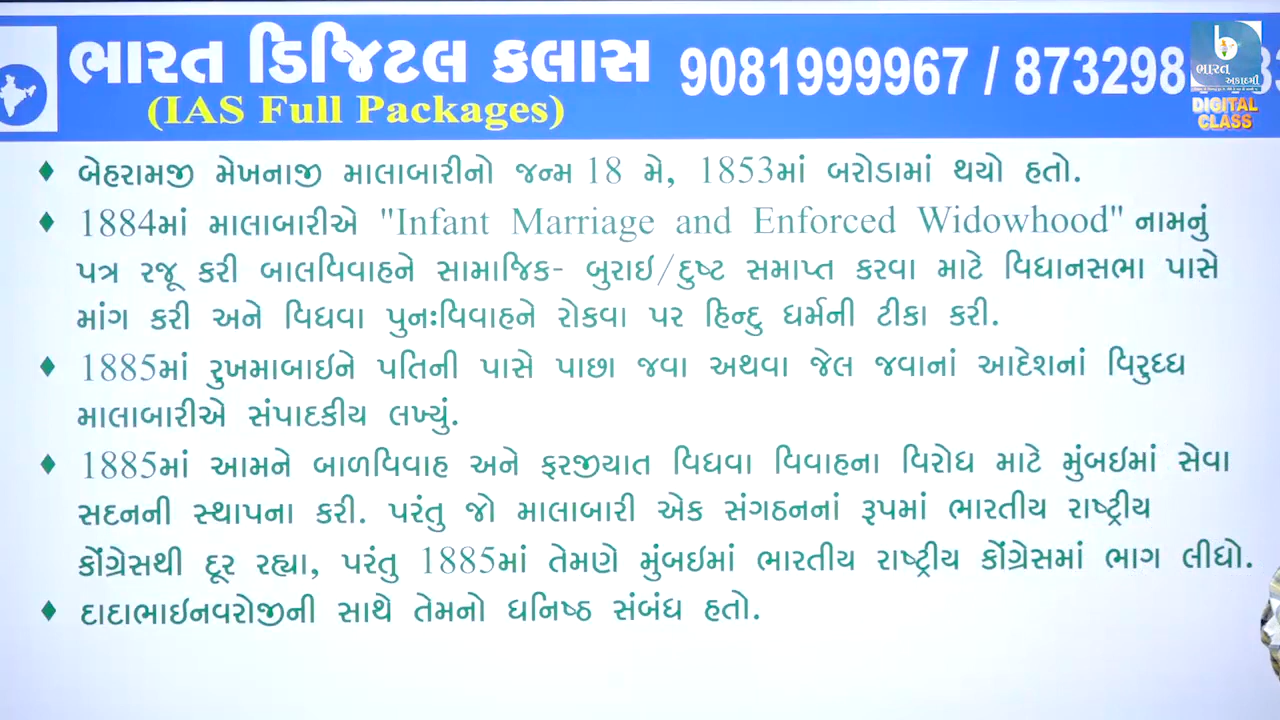 ભારત ડિજિટલ ક્લાસ
(IAS Full Packages)
9081999967 /
ભારત
અકાદમી
DIGITAL
CLASS
♦ બેહરામજી મેખનાજી માલાબારીનો જન્મ 18 મે, 1853માં બરોડામાં થયો હતો.
♦ 1884માં માલાબારીએ "Infant Marriage and Enforced Widowhood" નામનું
પત્ર રજૂ કરી બાલવિવાહને સામાજિક- બુરાઇ/દુષ્ટ સમાપ્ત કરવા માટે વિધાનસભા પાસે
માંગ કરી અને વિધવા પુનઃવિવાહને રોકવા પર હિન્દુ ધર્મની ટીકા કરી.
♦ 1885માં રુખમાબાઇને પતિની પાસે પાછા જવા અથવા જેલ જવાનાં આદેશનાં વિરુધ્ધ
માલાબારીએ સંપાદકીય લખ્યું.
♦ 1885માં આમને બાળવિવાહ અને ફરજીયાત વિધવા વિવાહના વિરોધ માટે મુંબઇમાં સેવા
સદનની સ્થાપના કરી. પરંતુ જો માલાબારી એક સંગઠનનાં રૂપમાં ભારતીય રાષ્ટ્રીય
કોંગ્રેસથી દૂર રહ્યા, પરંતુ 1885માં તેમણે મુંબઇમાં ભારતીય રાષ્ટ્રીય કોંગ્રેસમાં ભાગ લીધો.
♦ દાદાભાઇનવરોજીની સાથે તેમનો ધનિષ્ઠ સંબંધ હતો.